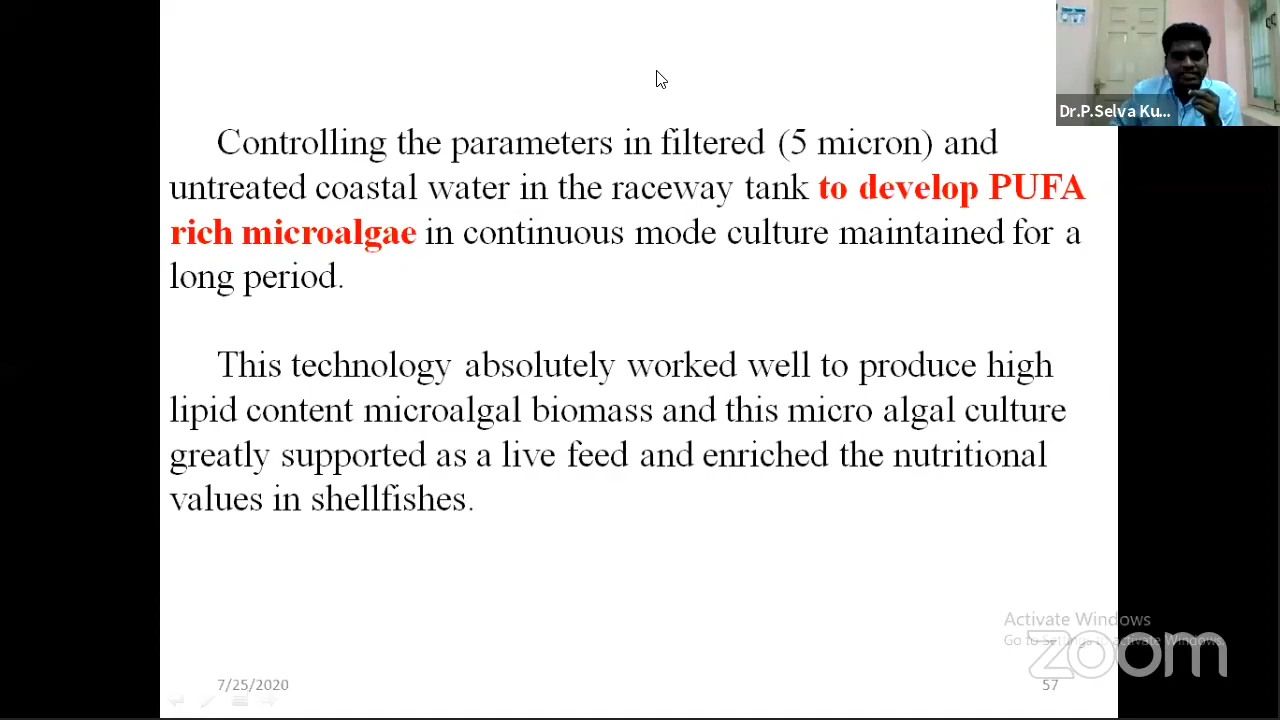 Dr.P.Selva Ku...
Controlling the parameters in filtered (5 micron) and
untreated coastal water in the raceway tank to develop PUFA
rich microalgae in continuous mode culture maintained for a
long period.
This technology absolutely worked well to produce high
lipid content microalgal biomass and this micro algal culture
greatly supported as a live feed and enriched the nutritional
values in shellfishes.
Activate Windows
Go to Settings to activate Windows.
zoom
7/25/2020
57